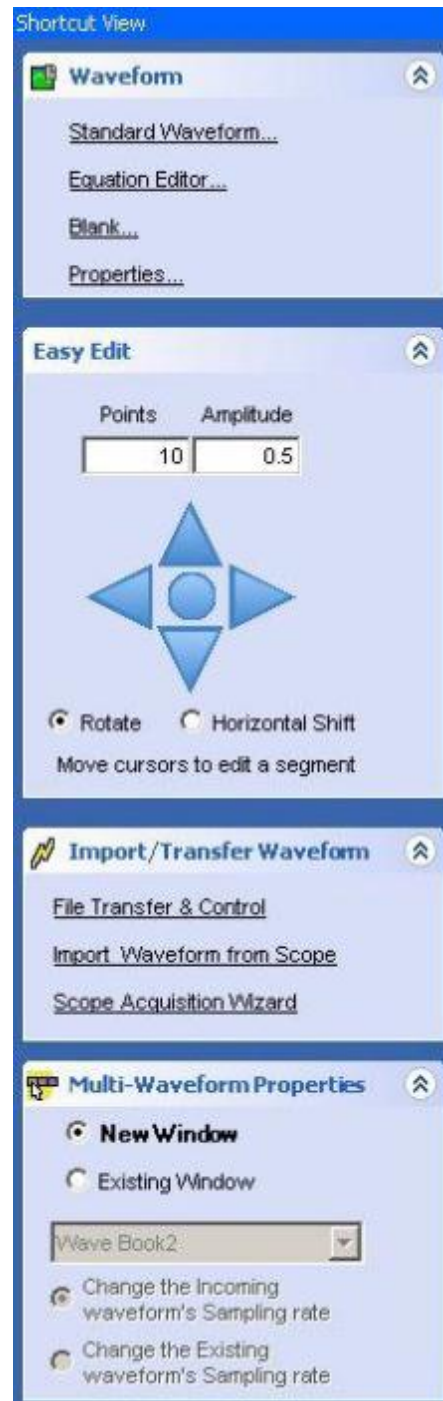 Shortcut View
Waveform
Standard Waveform...
Equation Editor...
Blank...
Properties...
Easy Edit
Points Amplitude
10 0.5
Rotate Horizontal Shift
Move cursors to edit a segment
Import/Transfer Waveform
File Transfer & Control
Import Waveform from Scope
Scope Acquisition Wizard
Multi-Waveform Properties
New Window
Existing Window
Wave Book2
Change the Incoming
waveform's Sampling rate
Change the Existing
waveform's Sampling rate